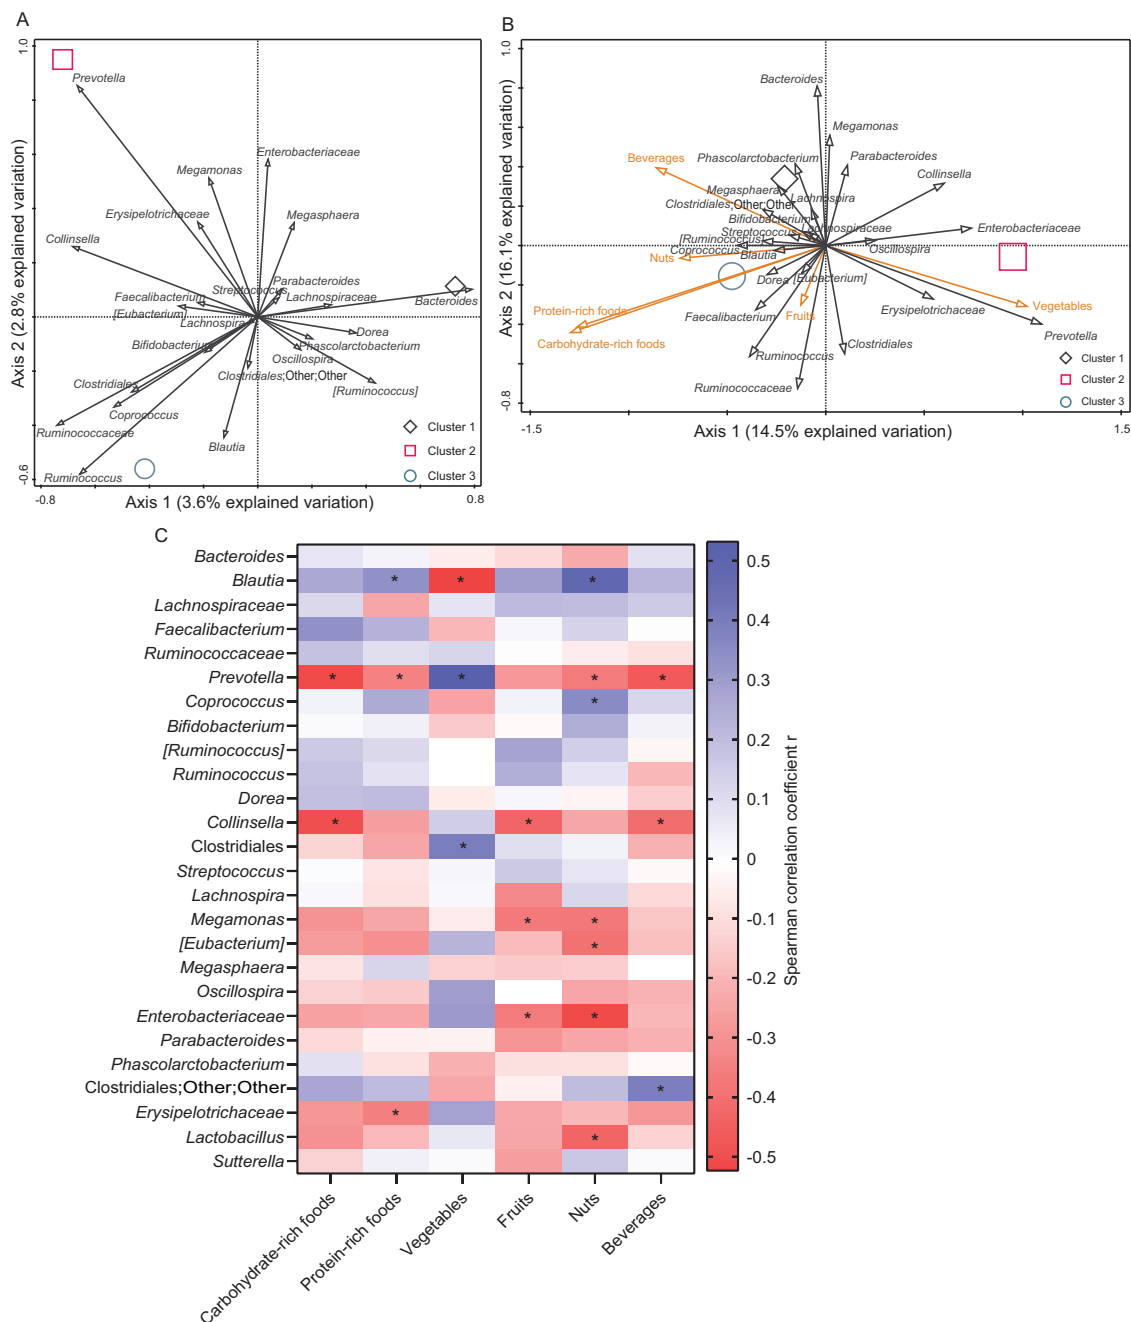 A
1.0
Prevotella
Enterobacteriaceae
Megamonas
Erysipelotrichaceae
Megasphaera
Collinsella
Parabacteroides
Streptococcus
Faecalibacterium
Lachnospiraceae
Bacteroides
[Eubacterium]
Lachnospira
Dorea
Bifidobacterium
Phascolarctobacterium
Oscillospira
Clostridiales;Other;Other
Clostridiales
[Ruminococcus]
Coprococcus
Ruminococcaceae
Blautia
Ruminococcus
Cluster 1
Cluster 2
Cluster 3
-0.6
-0.8
0.8
Axis 1 (3.6% explained variation)
Axis 2 (2.8% explained variation)
B
1.0
Bacteroides
Megamonas
Beverages
Phascolarctobacterium
Parabacteroides
Collinsella
Megasphaera
Lachnospira
Clostridiales;Other;Other
Bifidobacterium
Streptococcus
Lachnospiraceae
Enterobacteriaceae
[Ruminococcus]
Coprococcus
Oscillospira
Nuts
Blautia
Dorea
[Eubacterium]
Protein-rich foods
Faecalibacterium
Fruits
Erysipelotrichaceae
Vegetables
Carbohydrate-rich foods
Prevotella
Ruminococcus
Clostridiales
Ruminococcaceae
Cluster 1
Cluster 2
Cluster 3
-0.8
-1.5
1.5
Axis 1 (14.5% explained variation)
Axis 2 (16.1% explained variation)
C
Bacteroides
Blautia
* * *
Lachnospiraceae
Faecalibacterium
Ruminococcaceae
Prevotella
* * * * *
Coprococcus
*
Bifidobacterium
[Ruminococcus]
Ruminococcus
Dorea
Collinsella
* * *
Clostridiales
*
Streptococcus
Lachnospira
Megamonas
* *
[Eubacterium]
*
Megasphaera
Oscillospira
Enterobacteriaceae
* *
Parabacteroides
Phascolarctobacterium
Clostridiales;Other;Other
*
Erysipelotrichaceae
*
Lactobacillus
*
Sutterella
Carbohydrate-rich foods
Protein-rich foods
Vegetables
Fruits
Nuts
Beverages
0.5
0.4
0.3
0.2
0.1
0
-0.1
-0.2
-0.3
-0.4
-0.5
Spearman correlation coefficient r